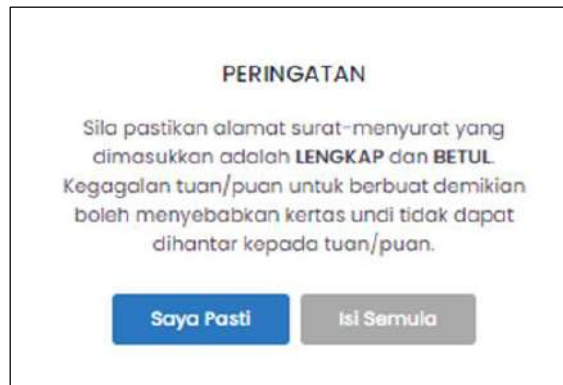 PERINGATAN
Sila pastikan alamat surat-menyurat yang
dimasukkan adalah LENGKAP dan BETUL.
Kegagalan tuan/puan untuk berbuat demikian
boleh menyebabkan kertas undi tidak dapat
dihantar kepada tuan/puan.
Saya Pasti Isi Semula